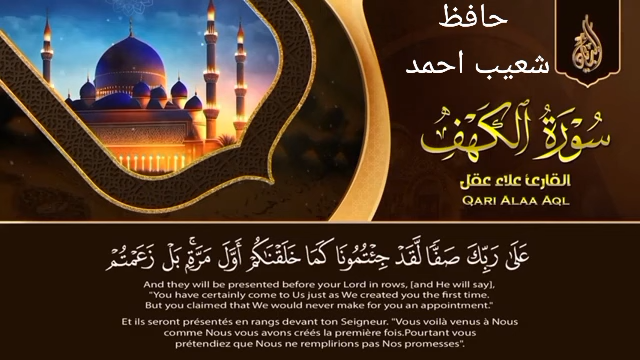 حافظ
شعيب احمد
سُورَةُ الكَهْفِ
القارئ علاء عقل
QARI ALAA AQL
عَلَىٰ رَبِّكَ صَفًّا لَّقَدْ جِئْتُمُونَا كَمَا خَلَقْنَاكُمْ أَوَّلَ مَرَّةٍۚ بَلْ زَعَمْتُمْ
And they will be presented before your Lord in rows, [and He will say],
"You have certainly come to Us just as We created you the first time.
But you claimed that We would never make for you an appointment."
Et ils seront présentés en rangs devant ton Seigneur. "Vous voilà venus à Nous
comme Nous vous avons créés la première fois.Pourtant vous
prétendiez que Nous ne remplirions pas Nos promesses".